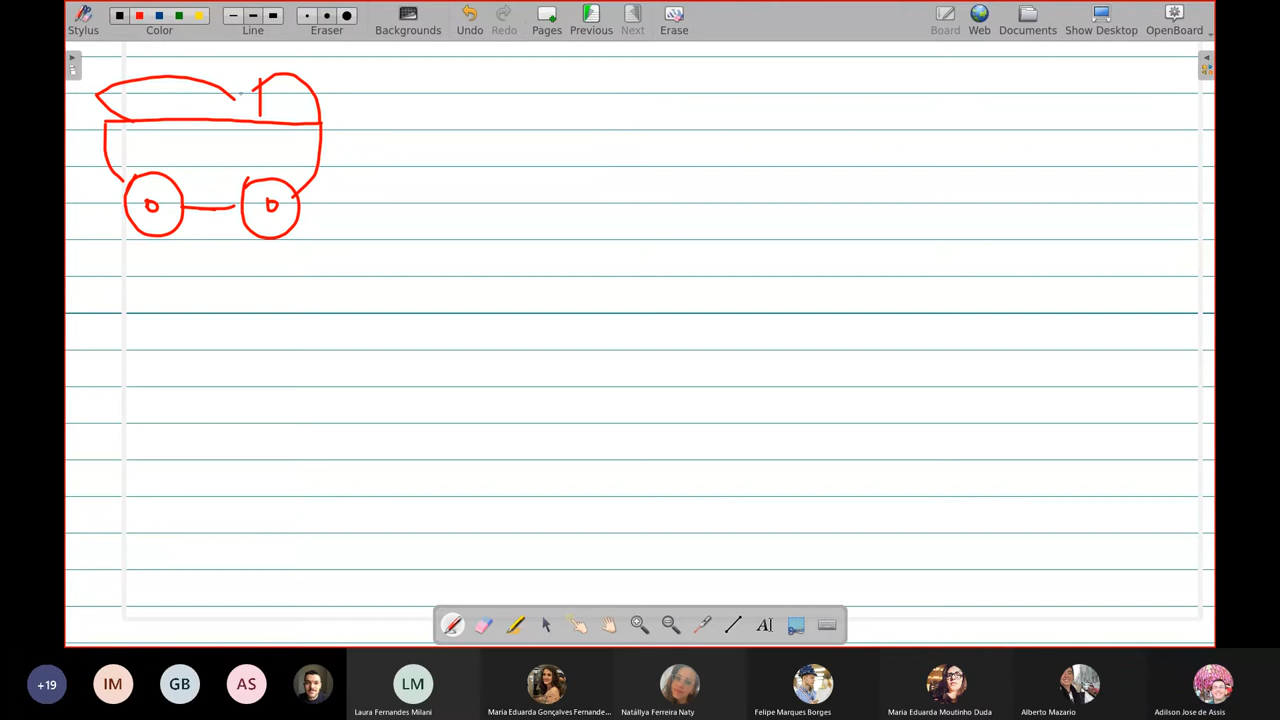 Stylus
Color
Line
Eraser
Backgrounds
Undo
Redo
Pages
Previous
Next
Erase
Board
Web
Documents
Show Desktop
OpenBoard
AI
+19
IM
GB
AS
LM
Laura Fernandes Milani
Maria Eduarda Gonçalves Fernande...
Natállya Ferreira Naty
Felipe Marques Borges
Maria Eduarda Moutinho Duda
Alberto Mazario
Adilson Jose de Assis